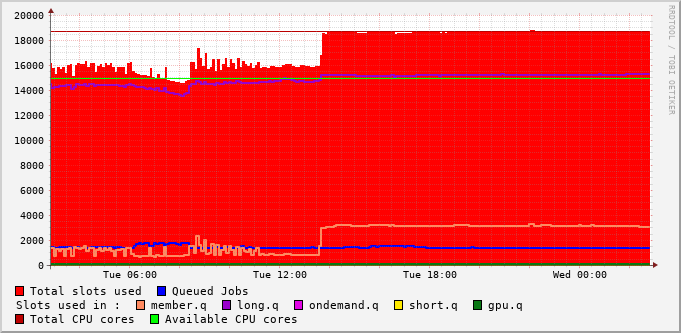 20000
18000
16000
14000
12000
10000
8000
6000
4000
2000
0
Tue 06:00 Tue 12:00 Tue 18:00 Wed 00:00
Total slots used Queued Jobs
Slots used in : member.q long.q ondemand.q short.q gpu.q
Total CPU cores Available CPU cores
RRDTOOL / TOBI OETIKER